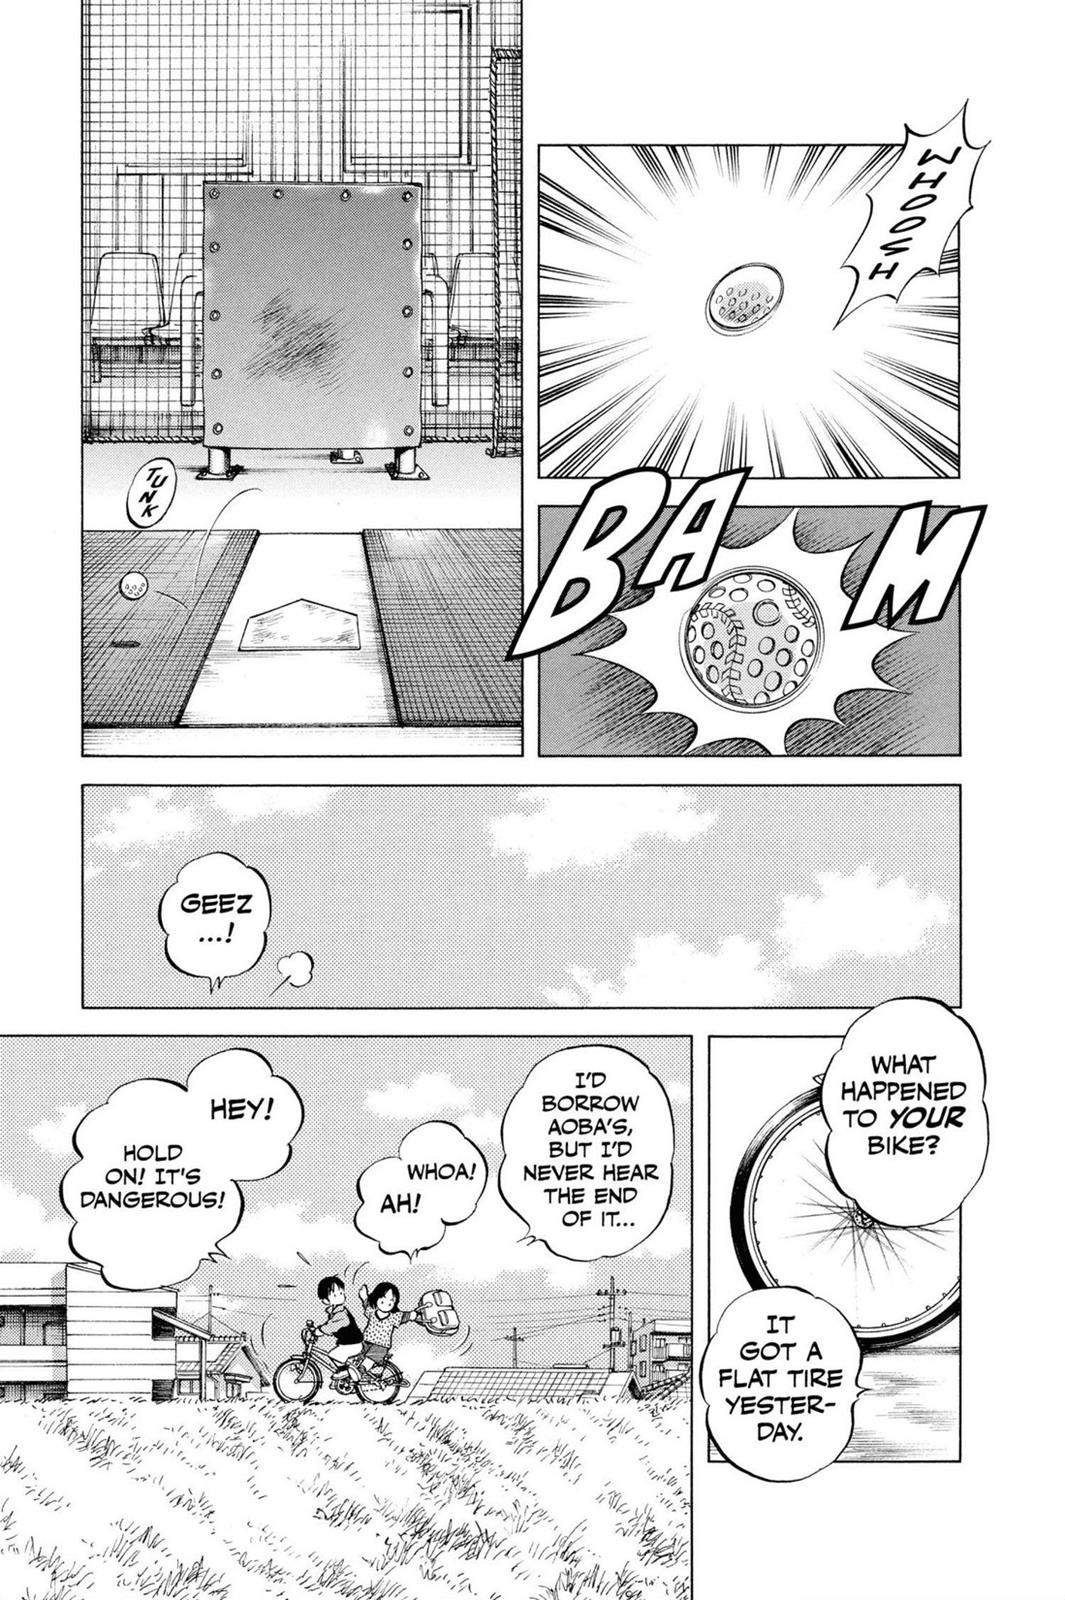 WHOOSH
BAM
TUNK
GEEZ
...!
WHAT
HAPPENED
TO YOUR
BIKE?
IT
GOT A
FLAT TIRE
YESTER-
DAY.
I'D
BORROW
AOBA'S,
BUT I'D
NEVER HEAR
THE END
OF IT...
WHOA!
AH!
HEY!
HOLD
ON! IT'S
DANGEROUS!